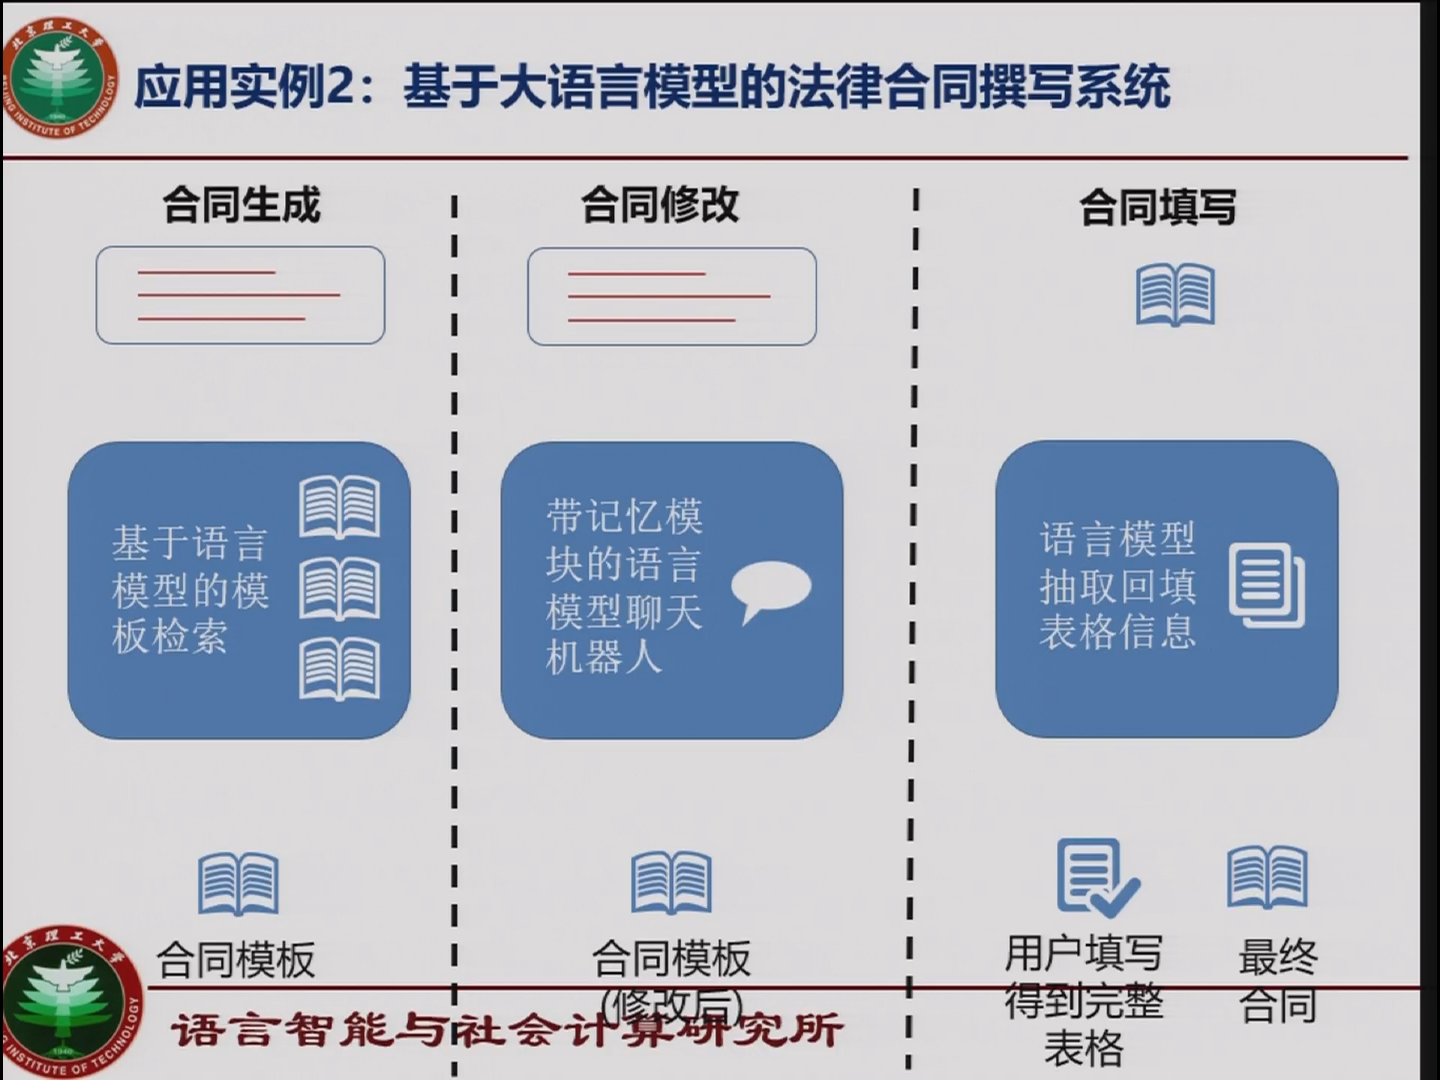 北京理工大学
BEIJING INSTITUTE OF TECHNOLOGY
1940
应用实例2：基于大语言模型的法律合同撰写系统
合同生成
合同修改
合同填写
基于语言
模型的模
板检索
带记忆模
块的语言
模型聊天
机器人
语言模型
抽取回填
表格信息
合同模板
合同模板
(修改后)
用户填写
得到完整
表格
最终
合同
北京理工大学
INSTITUTE OF TECHNOLOGY
1940
语言智能与社会计算研究所